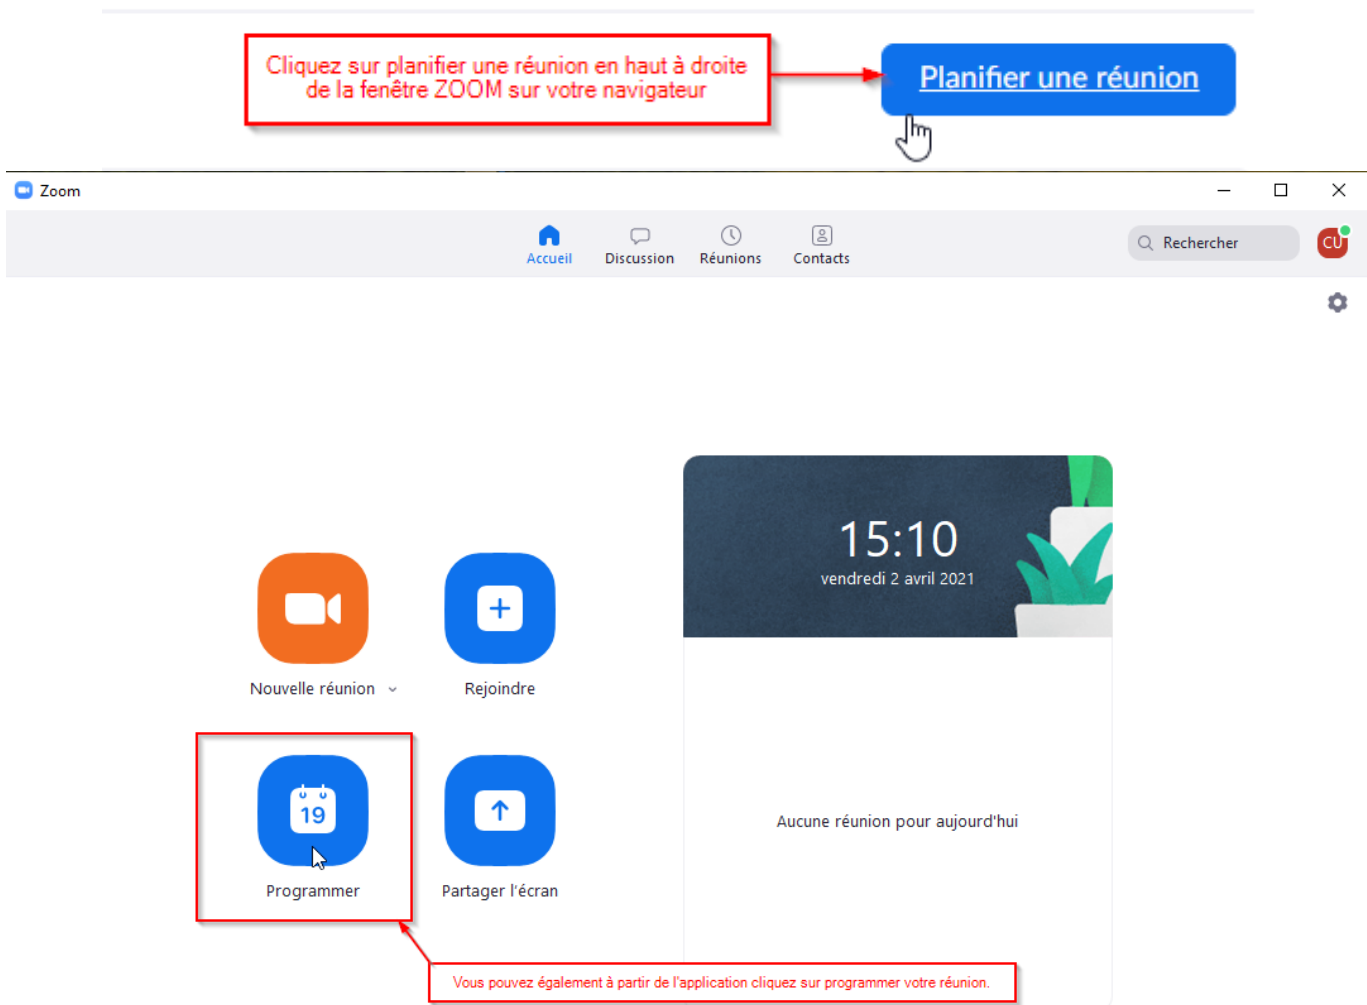 Cliquez sur planifier une réunion en haut à droite
de la fenêtre ZOOM sur votre navigateur
Planifier une réunion
Zoom
Accueil
Discussion
Réunions
Contacts
Rechercher
CU
15:10
vendredi 2 avril 2021
Nouvelle réunion
Rejoindre
19
Programmer
Partager l'écran
Aucune réunion pour aujourd'hui
Vous pouvez également à partir de l'application cliquez sur programmer votre réunion.